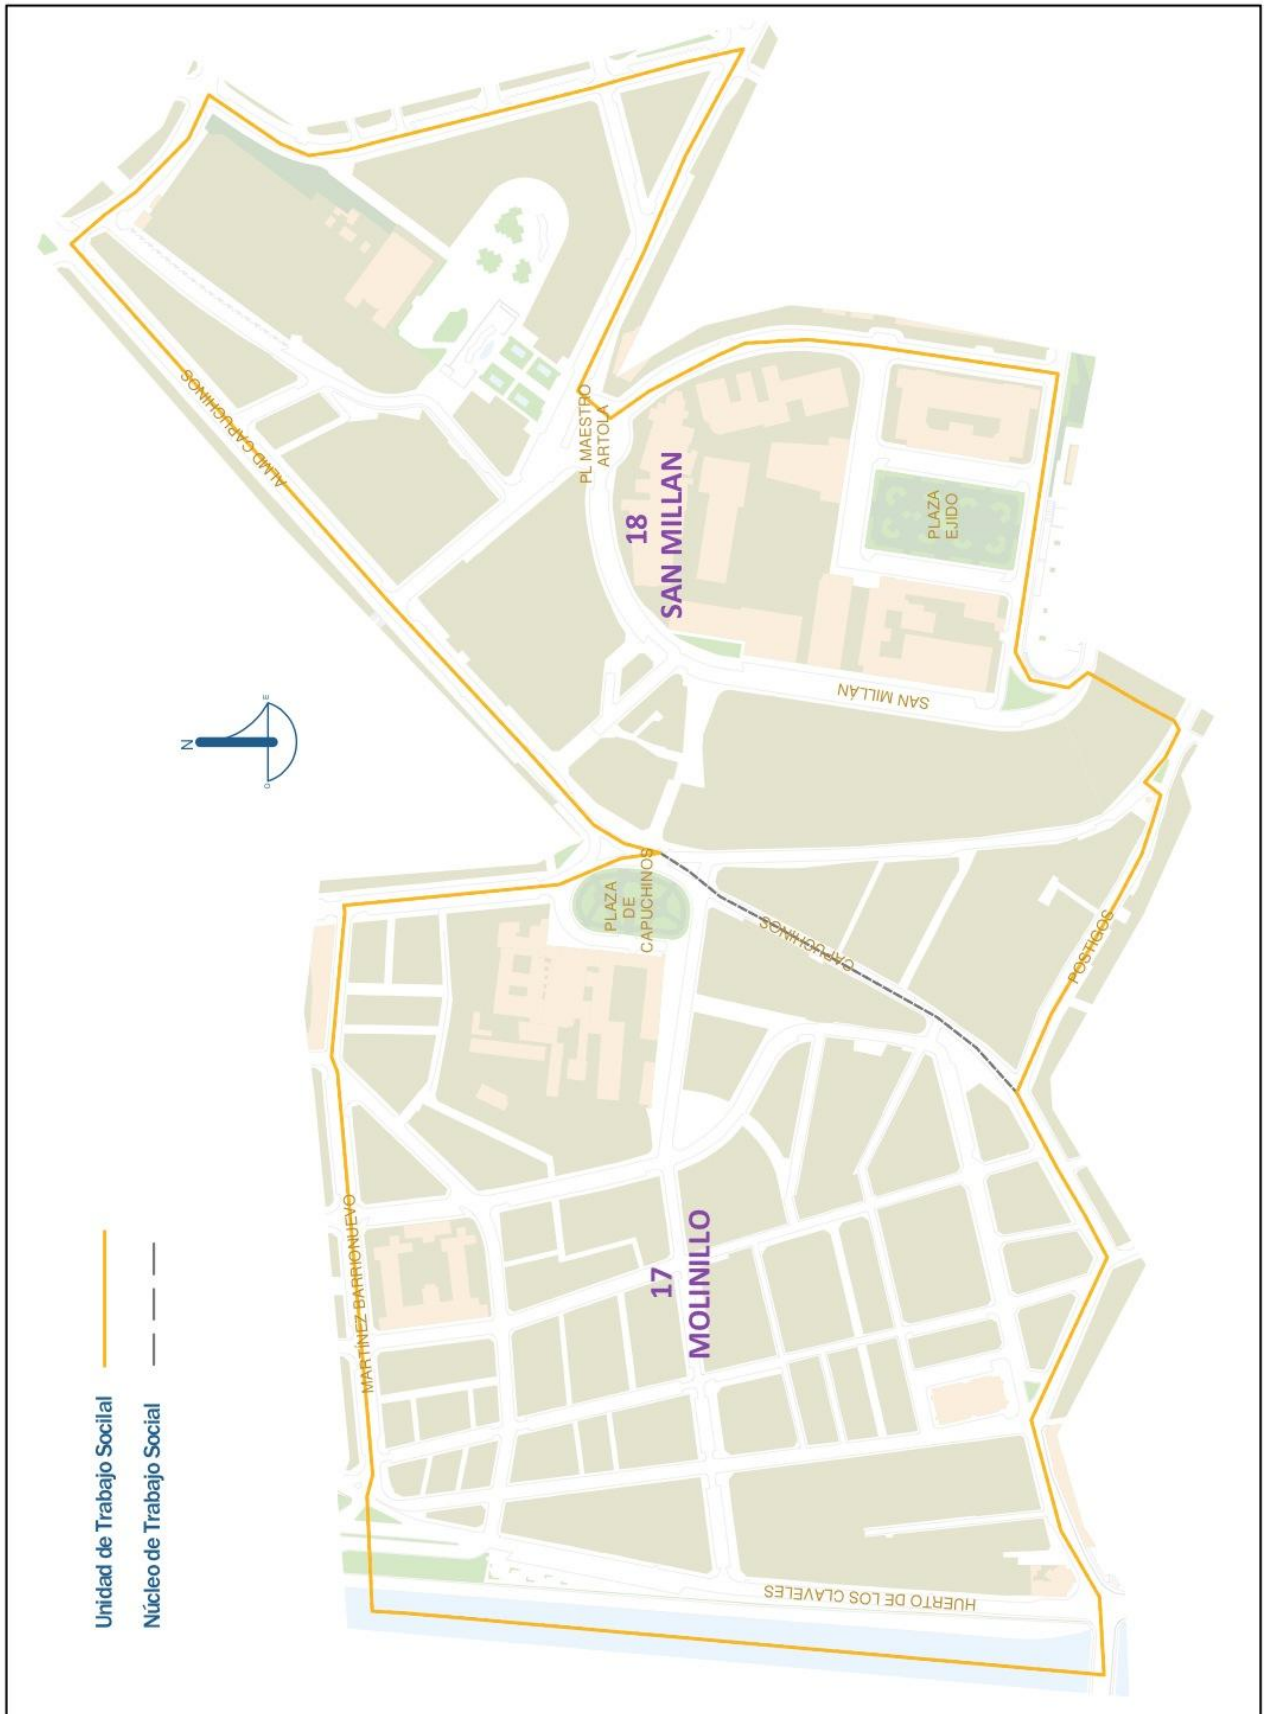 Unidad de Trabajo Socilal
Núcleo de Trabajo Social
N
E
O
ALMD CAPUCHINOS
PL MAESTRO
ARTOLA
18
SAN MILLAN
PLAZA
EJIDO
SAN MILLÁN
PLAZA
DE
CAPUCHINOS
CAPUCHINOS
POSTIGOS
MARTÍNEZ BARRIONUEVO
17
MOLINILLO
HUERTO DE LOS CLAVELES